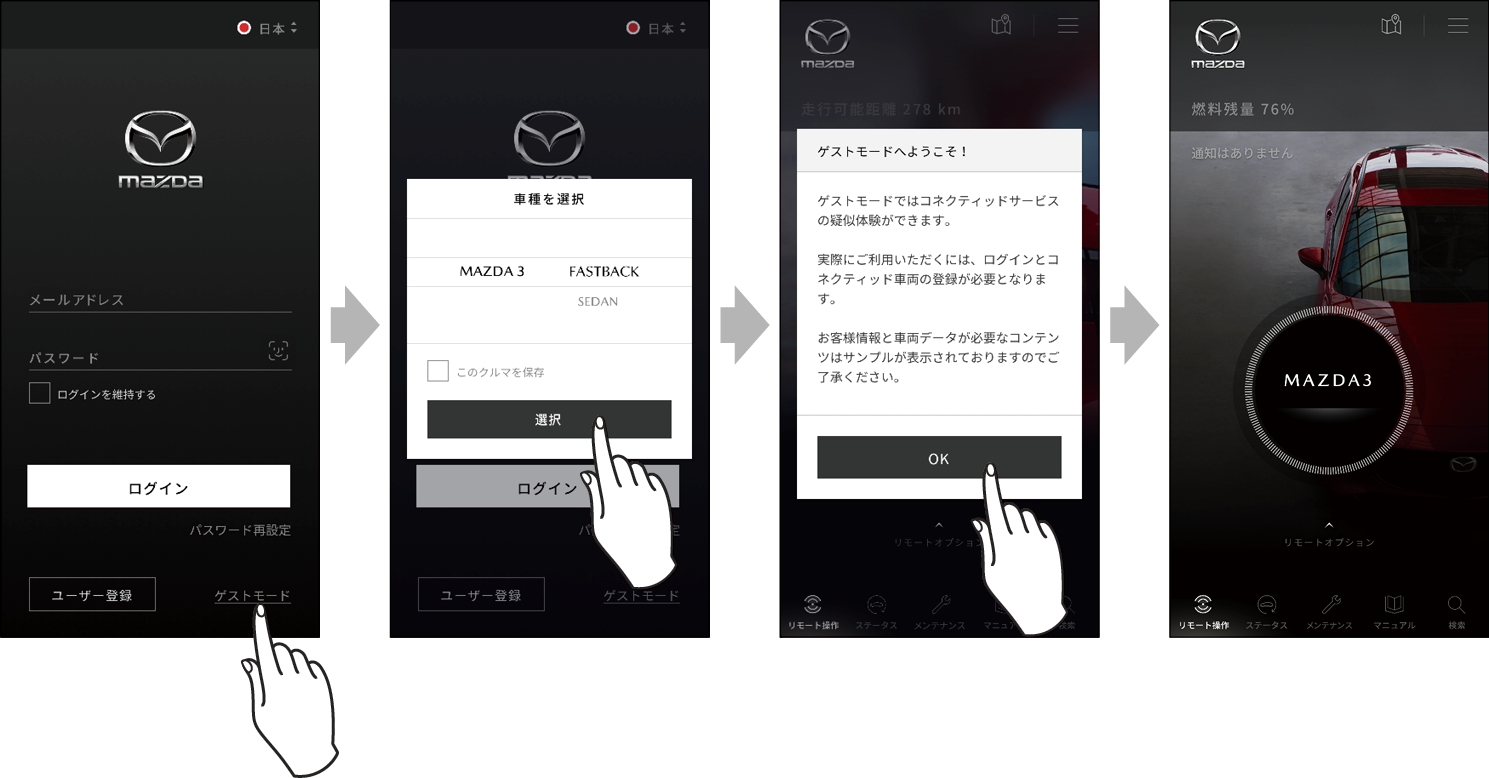 日本
mazda
メールアドレス
パスワード
ログインを維持する
ログイン
パスワード再設定
ユーザー登録
ゲストモード
日本
mazda
車種を選択
MAZDA 3 FASTBACK
SEDAN
このクルマを保存
選択
ログイン
ユーザー登録
ゲストモード
mazda
走行可能距離 278 km
ゲストモードへようこそ！
ゲストモードではコネクティッドサービス
の疑似体験ができます。
実際にご利用いただくには、ログインとコ
ネクティッド車両の登録が必要となりま
す。
お客様情報と車両データが必要なコンテン
ツはサンプルが表示されておりますのでご
了承ください。
OK
リモートオプション
リモート操作
ステータス
メンテナンス
マニュア
検索
mazda
燃料残量 76%
通知はありません
MAZDA3
リモートオプション
リモート操作
ステータス
メンテナンス
マニュアル
検索